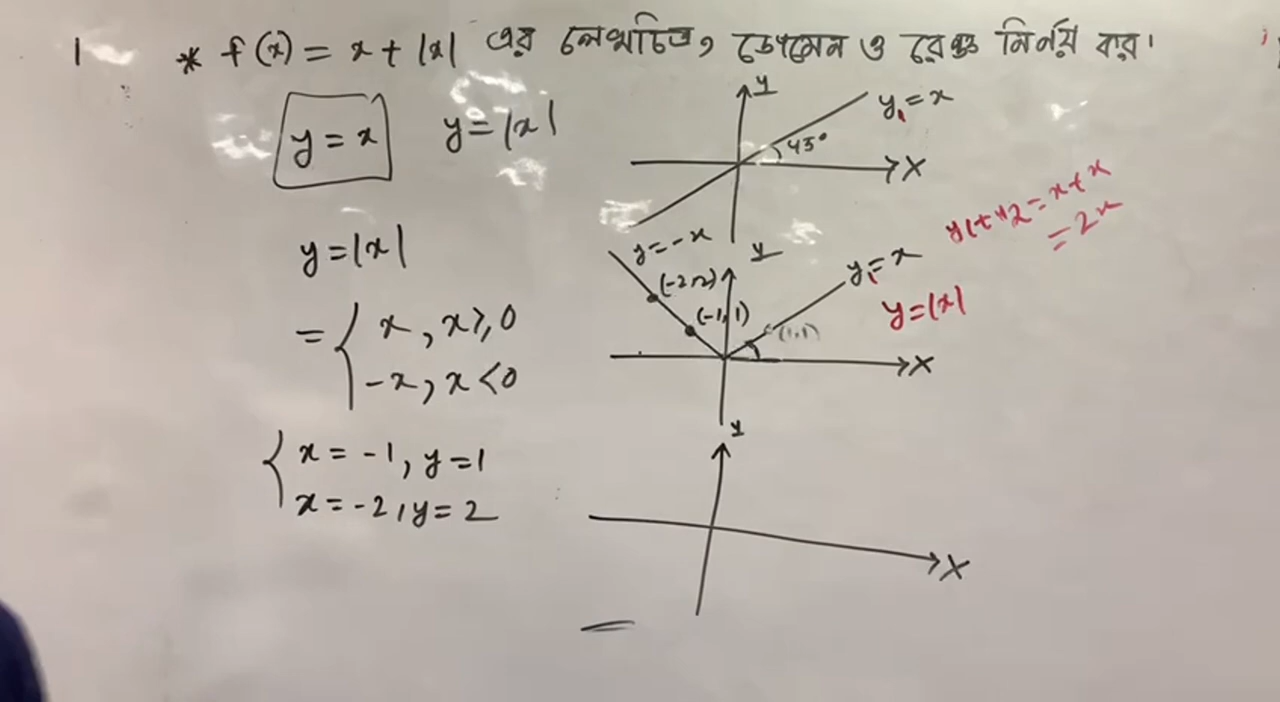 1 * f(x) = x + |x| এর লেখচিত্র, ডোমেন ও রেঞ্জ নির্ণয় কর।
y = x
y = |x|
y = |x|
= { x, x ≥ 0
-x, x < 0
{ x = -1, y = 1
x = -2, y = 2
y
y₁ = x
45°
X
y = -x
y
(-2,2)
(-1,1)
y₁ = x
y = |x|
(1,1)
X
= 2x
y
X